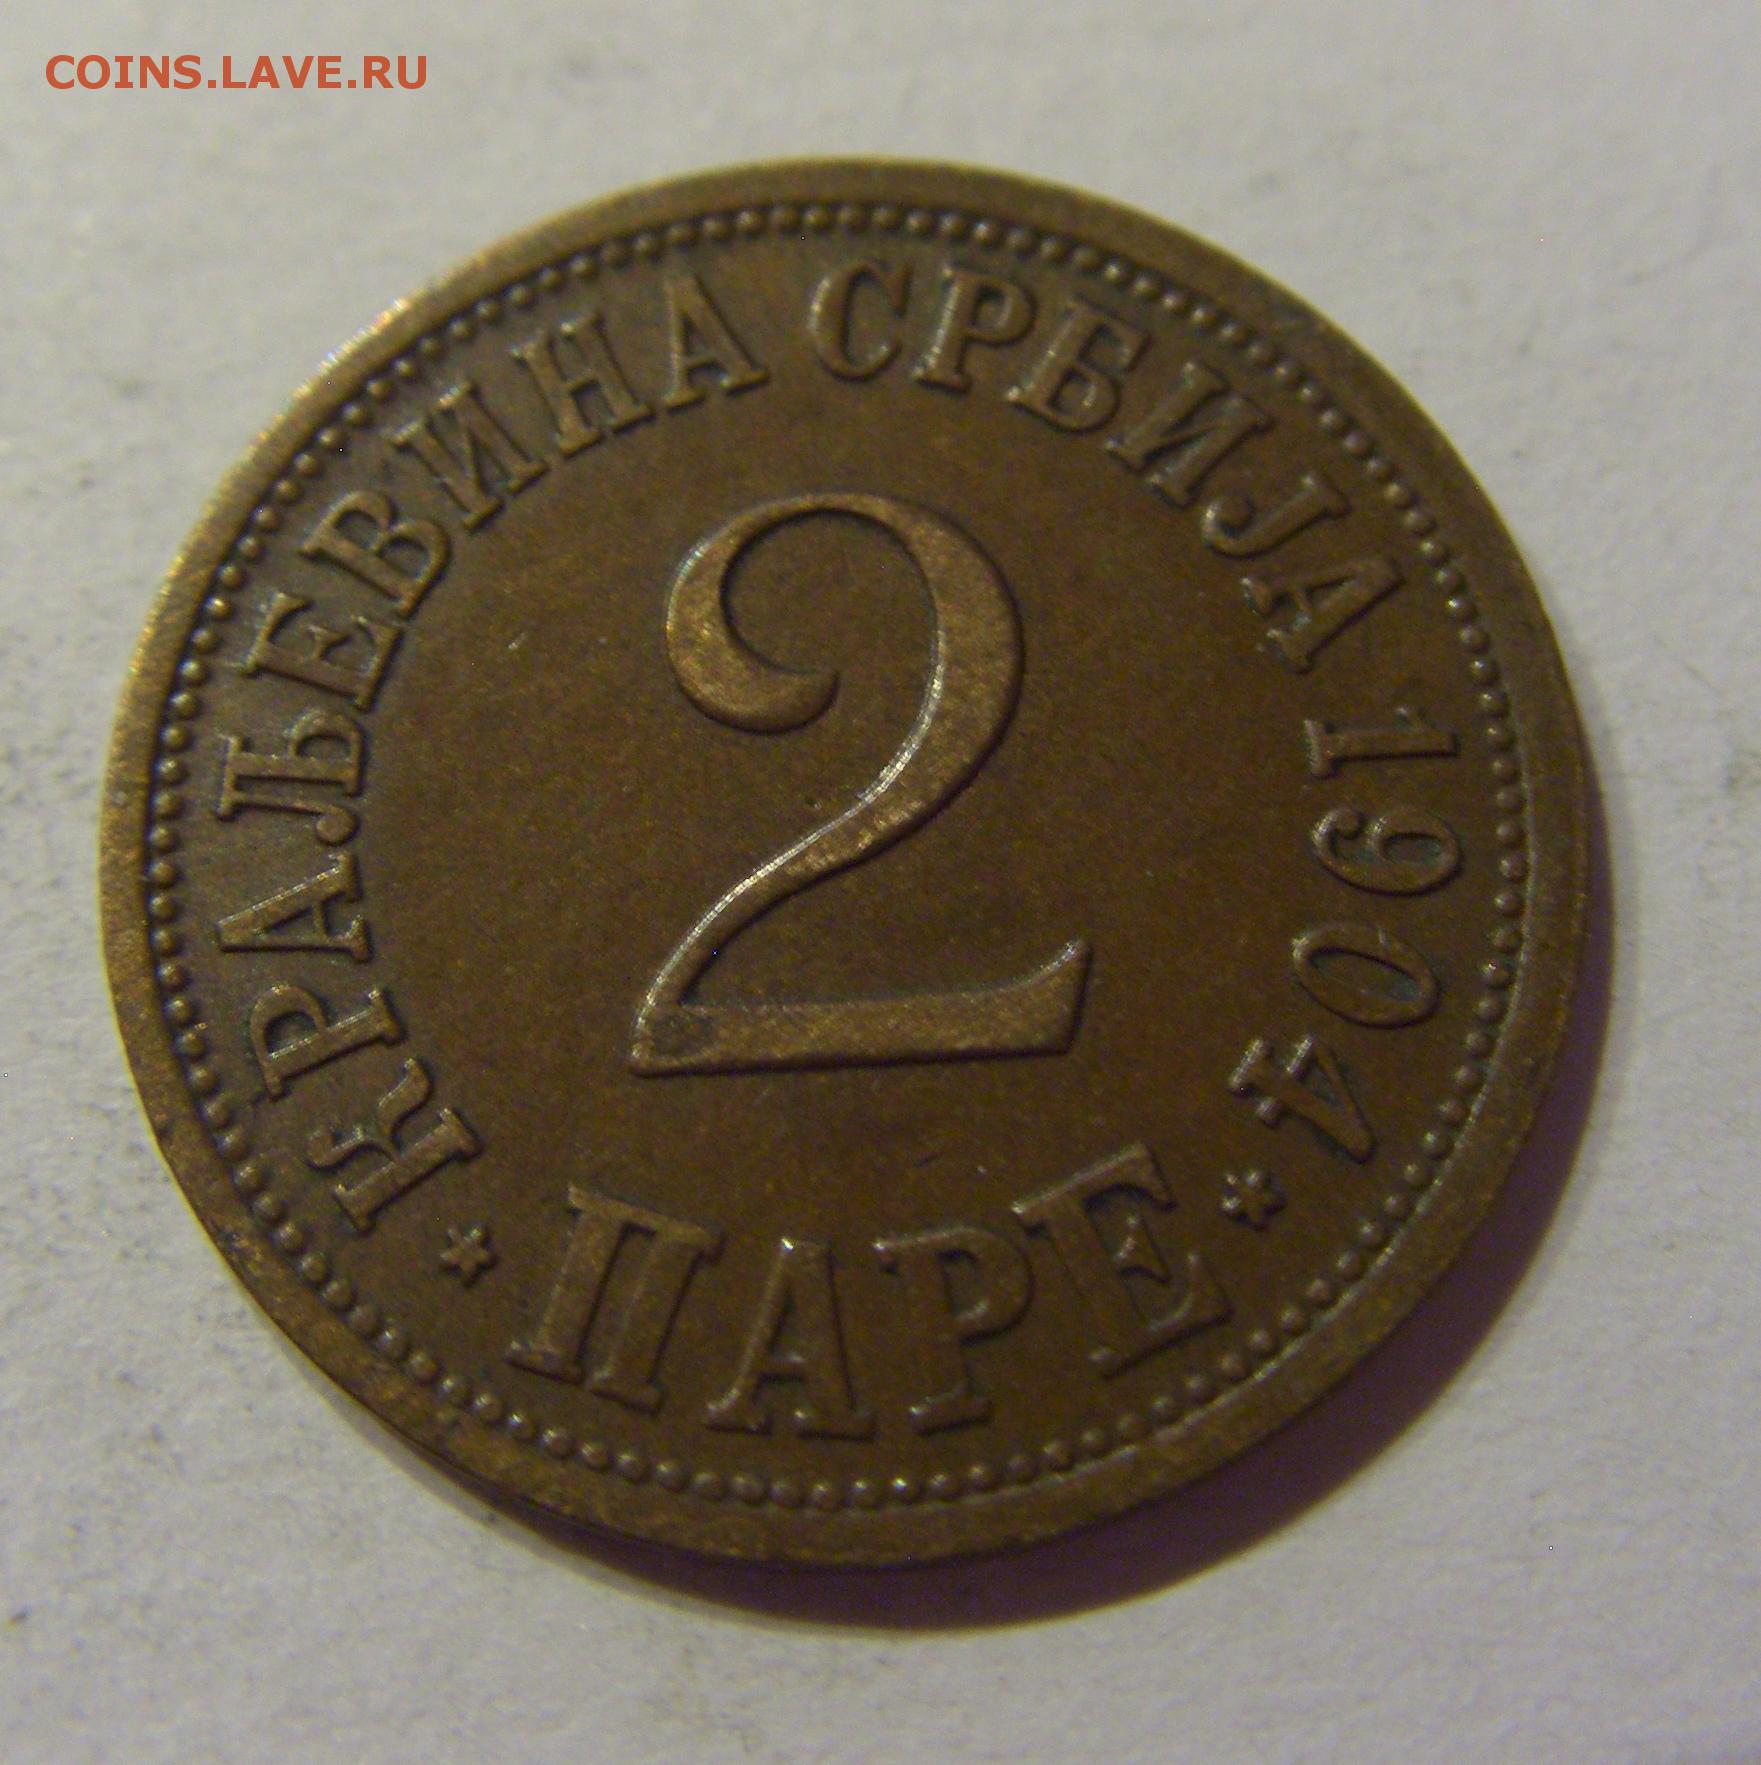 COINS.LAVE.RU
КРАЉЕВИНА СРБИЈА 1904
2
ПАРЕ